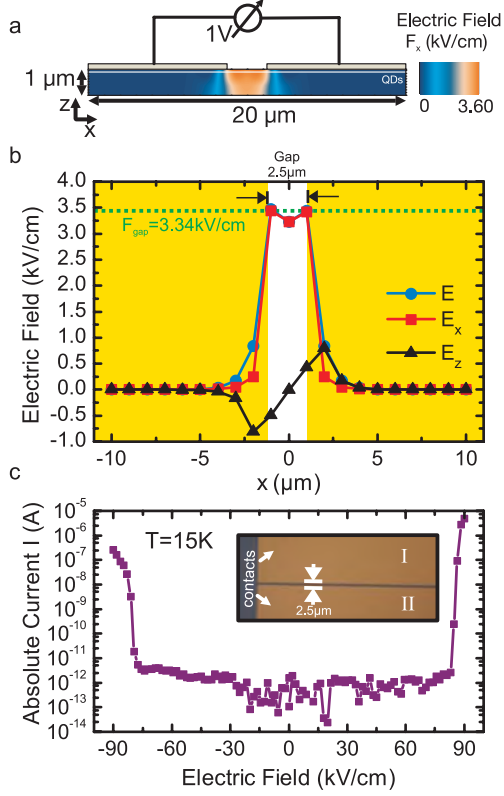 a
1V
Electric Field
Fx (kV/cm)
0 3.60
QDs
1 µm
z
x
20 µm
b
Gap
2.5µm
4.0
3.5
3.0
2.5
2.0
1.5
1.0
0.5
0.0
-0.5
-1.0
Electric Field (kV/cm)
Fgap=3.34kV/cm
E
Ex
Ez
-10 -5 0 5 10
x (µm)
c
10-5
10-6
10-7
10-8
10-9
10-10
10-11
10-12
10-13
10-14
Absolute Current I (A)
T=15K
contacts
I
2.5µm
II
-90 -60 -30 0 30 60 90
Electric Field (kV/cm)